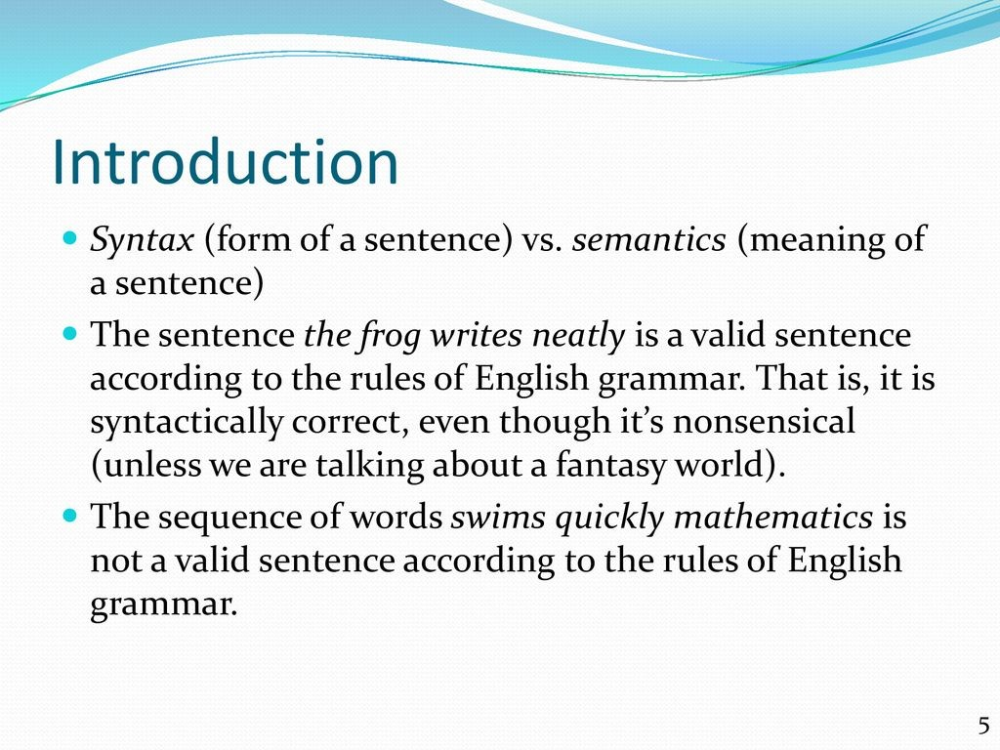 Introduction
• Syntax (form of a sentence) vs. semantics (meaning of
a sentence)
• The sentence the frog writes neatly is a valid sentence
according to the rules of English grammar. That is, it is
syntactically correct, even though it’s nonsensical
(unless we are talking about a fantasy world).
• The sequence of words swims quickly mathematics is
not a valid sentence according to the rules of English
grammar.
5